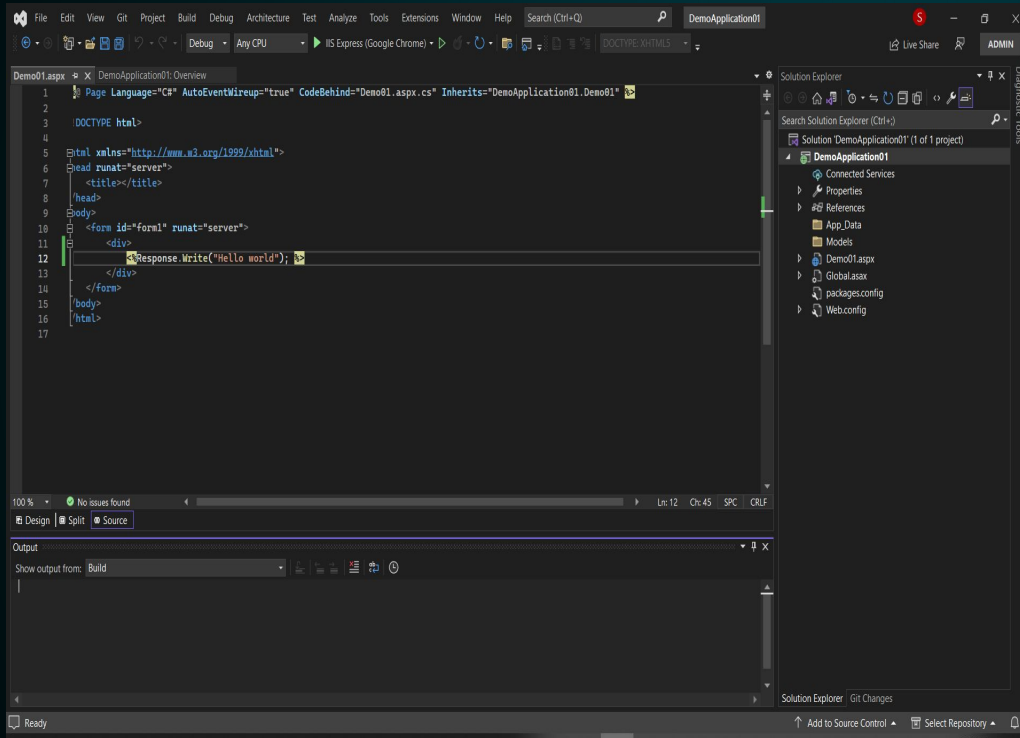 File Edit View Git Project Build Debug Architecture Test Analyze Tools Extensions Window Help Search (Ctrl+Q) DemoApplication01 S
Debug Any CPU IIS Express (Google Chrome) DOCTYPE: XHTML5 Live Share ADMIN
Demo01.aspx DemoApplication01: Overview
1 Page Language="C#" AutoEventWireup="true" CodeBehind="Demo01.aspx.cs" Inherits="DemoApplication01.Demo01" %>
2
3 !DOCTYPE html>
4
5 html xmlns="http://www.w3.org/1999/xhtml">
6 head runat="server">
7 <title></title>
8 /head>
9 body>
10 <form id="form1" runat="server">
11 <div>
12 <%Response.Write("Hello world"); %>
13 </div>
14 </form>
15 /body>
16 /html>
17
100 % No issues found Ln: 12 Ch: 45 SPC CRLF
Design Split Source
Output
Show output from: Build
Solution Explorer
Search Solution Explorer (Ctrl+;)
Solution 'DemoApplication01' (1 of 1 project)
DemoApplication01
Connected Services
Properties
References
App_Data
Models
Demo01.aspx
Global.asax
packages.config
Web.config
Solution Explorer Git Changes
Diagnostic Tools
Ready Add to Source Control Select Repository